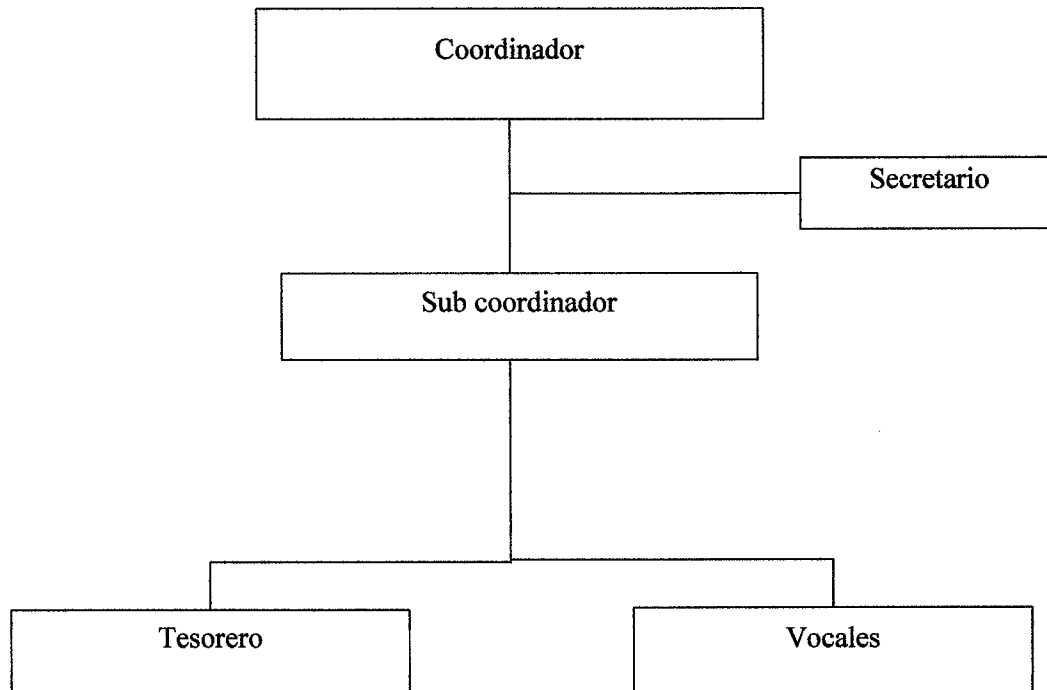 Coordinador
Secretario
Sub coordinador
Tesorero
Vocales